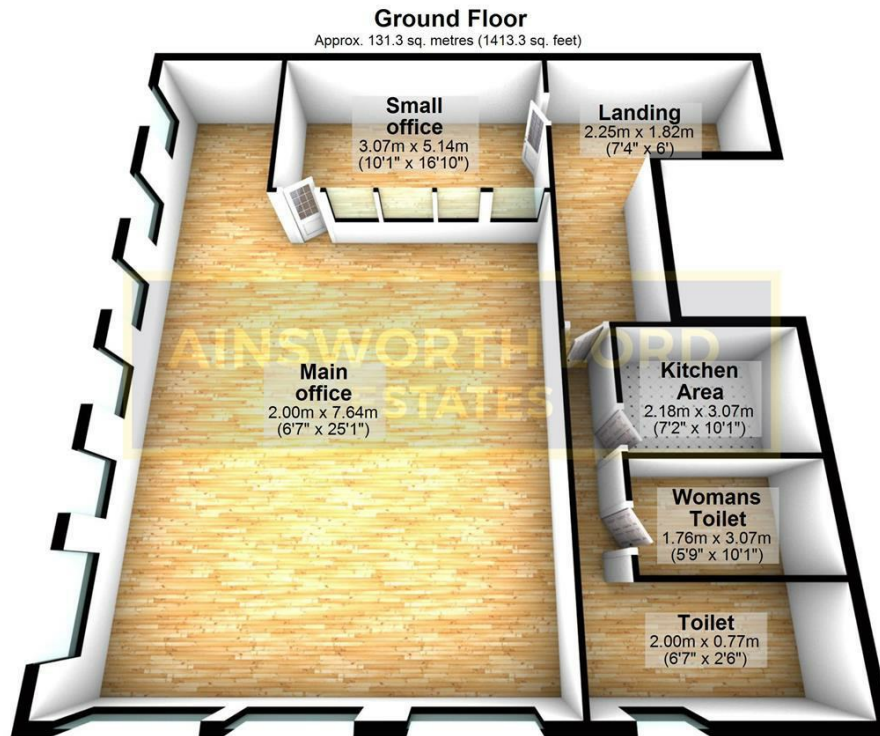 Ground Floor
Approx. 131.3 sq. metres (1413.3 sq. feet)
Small
office
3.07m x 5.14m
(10'1" x 16'10")
Landing
2.25m x 1.82m
(7'4" x 6')
AINSWORTH LORD
ESTATES
Main
office
2.00m x 7.64m
(6'7" x 25'1")
Kitchen
Area
2.18m x 3.07m
(7'2" x 10'1")
Womans
Toilet
1.76m x 3.07m
(5'9" x 10'1")
Toilet
2.00m x 0.77m
(6'7" x 2'6")